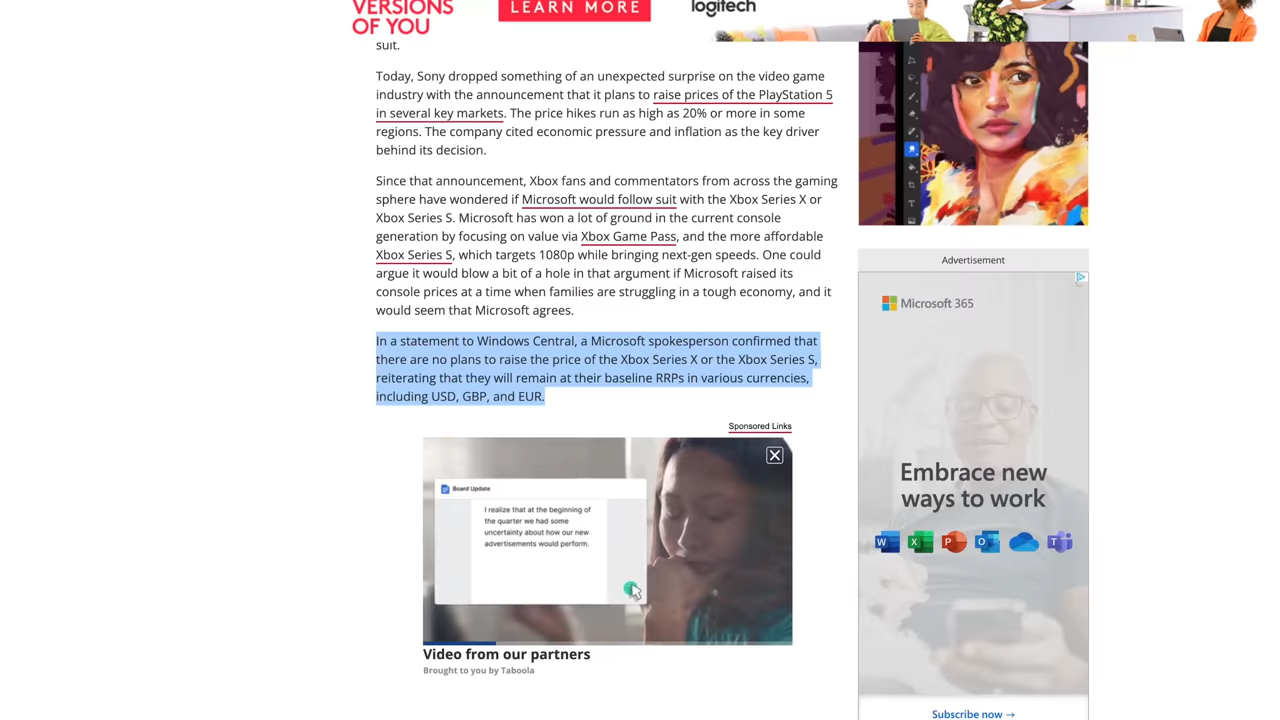 VERSIONS
OF YOU
LEARN MORE
logitech
suit.
Today, Sony dropped something of an unexpected surprise on the video game
industry with the announcement that it plans to raise prices of the PlayStation 5
in several key markets. The price hikes run as high as 20% or more in some
regions. The company cited economic pressure and inflation as the key driver
behind its decision.
Since that announcement, Xbox fans and commentators from across the gaming
sphere have wondered if Microsoft would follow suit with the Xbox Series X or
Xbox Series S. Microsoft has won a lot of ground in the current console
generation by focusing on value via Xbox Game Pass, and the more affordable
Xbox Series S, which targets 1080p while bringing next-gen speeds. One could
argue it would blow a bit of a hole in that argument if Microsoft raised its
console prices at a time when families are struggling in a tough economy, and it
would seem that Microsoft agrees.
In a statement to Windows Central, a Microsoft spokesperson confirmed that
there are no plans to raise the price of the Xbox Series X or the Xbox Series S,
reiterating that they will remain at their baseline RRPs in various currencies,
including USD, GBP, and EUR.
Sponsored Links
Board Update
I realize that at the beginning of
the quarter we had some
uncertainty about how our new
advertisements would perform.
Video from our partners
Brought to you by Taboola
Advertisement
Microsoft 365
Embrace new
ways to work
W X P O T
Subscribe now →